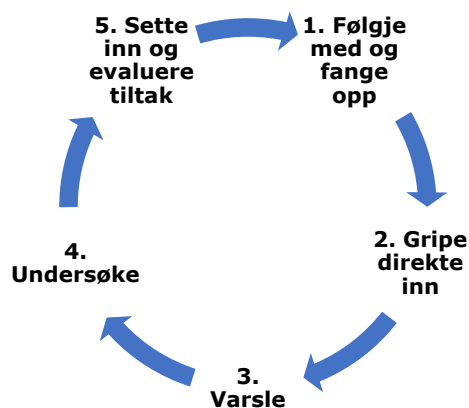 1. Følgje
med og
fange
opp
2. Gripe
direkte
inn
3.
Varsle
4.
Undersøke
5. Sette
inn og
evaluere
tiltak